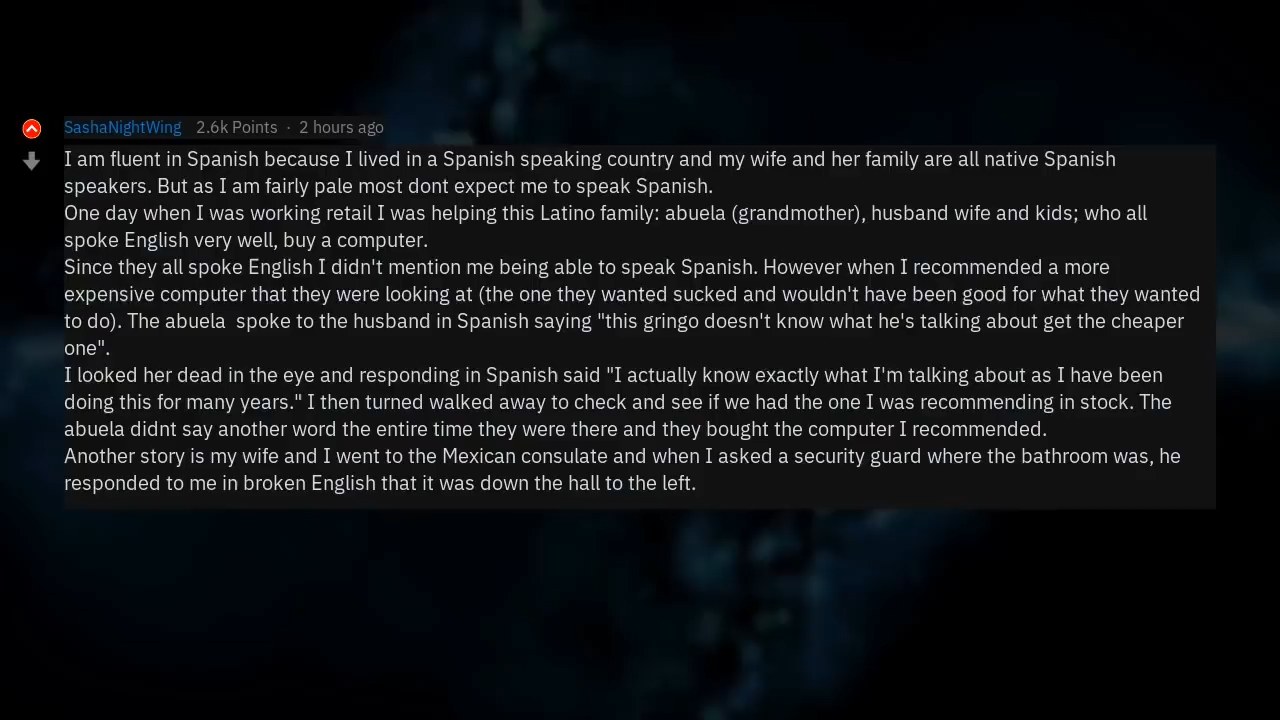 SashaNightWing 2.6k Points · 2 hours ago
I am fluent in Spanish because I lived in a Spanish speaking country and my wife and her family are all native Spanish
speakers. But as I am fairly pale most dont expect me to speak Spanish.
One day when I was working retail I was helping this Latino family: abuela (grandmother), husband wife and kids; who all
spoke English very well, buy a computer.
Since they all spoke English I didn't mention me being able to speak Spanish. However when I recommended a more
expensive computer that they were looking at (the one they wanted sucked and wouldn't have been good for what they wanted
to do). The abuela  spoke to the husband in Spanish saying "this gringo doesn't know what he's talking about get the cheaper
one".
I looked her dead in the eye and responding in Spanish said "I actually know exactly what I'm talking about as I have been
doing this for many years." I then turned walked away to check and see if we had the one I was recommending in stock. The
abuela didnt say another word the entire time they were there and they bought the computer I recommended.
Another story is my wife and I went to the Mexican consulate and when I asked a security guard where the bathroom was, he
responded to me in broken English that it was down the hall to the left.